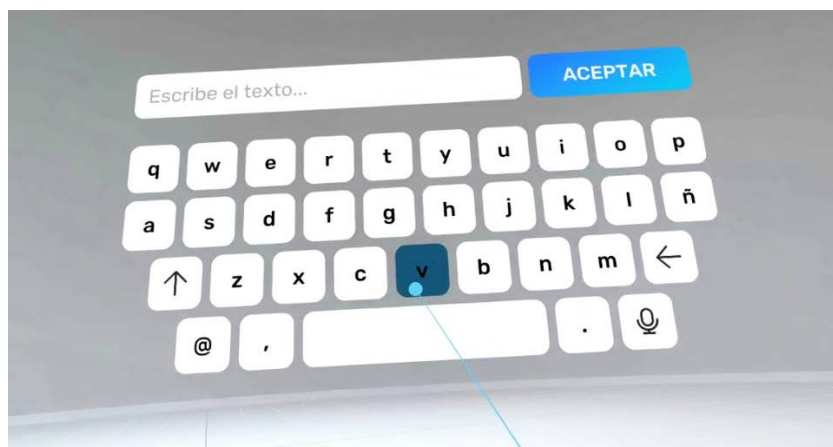 Escribe el texto...
ACEPTAR
q w e r t y u i o p
a s d f g h j k l ñ
z x c v b n m
@ , .